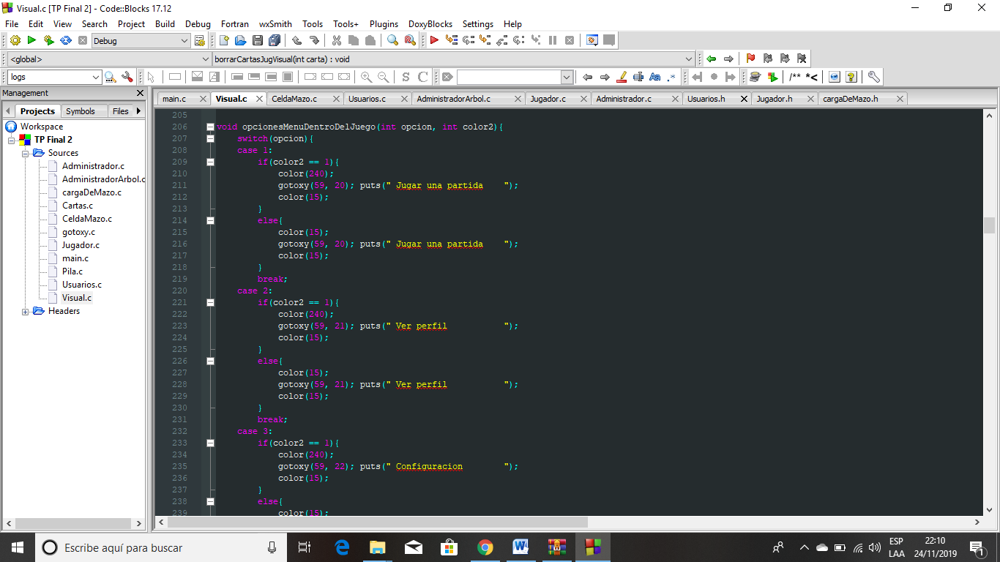 Visual.c [TP Final 2] - Code::Blocks 17.12
File Edit View Search Project Build Debug Fortran wxSmith Tools Tools+ Plugins DoxyBlocks Settings Help
Debug
<global> borrarCartasJugVisual(int carta) : void
logs S C Aa .* /** *<
Management
main.c Visual.c CeldaMazo.c Usuarios.c AdministradorArbol.c Jugador.c Administrador.c Usuarios.h Jugador.h cargaDeMazo.h
Projects Symbols Files
Workspace
TP Final 2
Sources
Administrador.c
AdministradorArbol.c
cargaDeMazo.c
Cartas.c
CeldaMazo.c
gotoxy.c
Jugador.c
main.c
Pila.c
Usuarios.c
Visual.c
Headers
205
206 void opcionesMenuDentroDelJuego(int opcion, int color2){
207 switch(opcion){
208 case 1:
209 if(color2 == 1){
210 color(240);
211 gotoxy(59, 20); puts(" Jugar una partida    ");
212 color(15);
213 }
214 else{
215 color(15);
216 gotoxy(59, 20); puts(" Jugar una partida    ");
217 color(15);
218 }
219 break;
220 case 2:
221 if(color2 == 1){
222 color(240);
223 gotoxy(59, 21); puts(" Ver perfil           ");
224 color(15);
225 }
226 else{
227 color(15);
228 gotoxy(59, 21); puts(" Ver perfil           ");
229 color(15);
230 }
231 break;
232 case 3:
233 if(color2 == 1){
234 color(240);
235 gotoxy(59, 22); puts(" Configuracion        ");
236 color(15);
237 }
238 else{
239 color(15);
Escribe aquí para buscar
ESP
LAA
22:10
24/11/2019
1